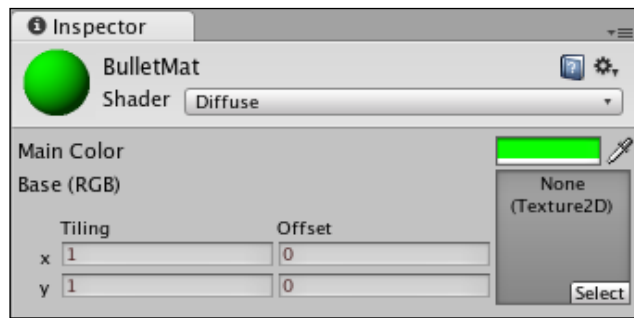 Inspector
BulletMat
Shader Diffuse
Main Color
Base (RGB)
None
(Texture2D)
Tiling Offset
x 1 0
y 1 0
Select